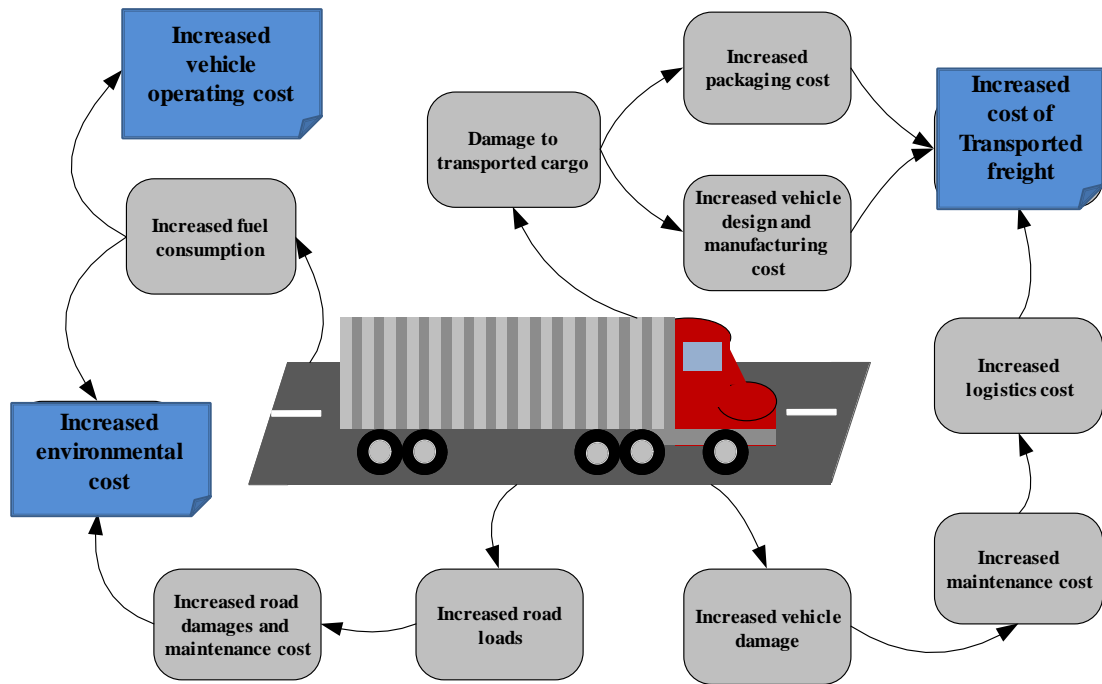 Increased
vehicle
operating cost
Increased
packaging cost
Increased
cost of
Transported
freight
Damage to
transported cargo
Increased vehicle
design and
manufacturing
cost
Increased fuel
consumption
Increased
logistics cost
Increased
environmental
cost
Increased
maintenance cost
Increased road
damages and
maintenance cost
Increased road
loads
Increased vehicle
damage